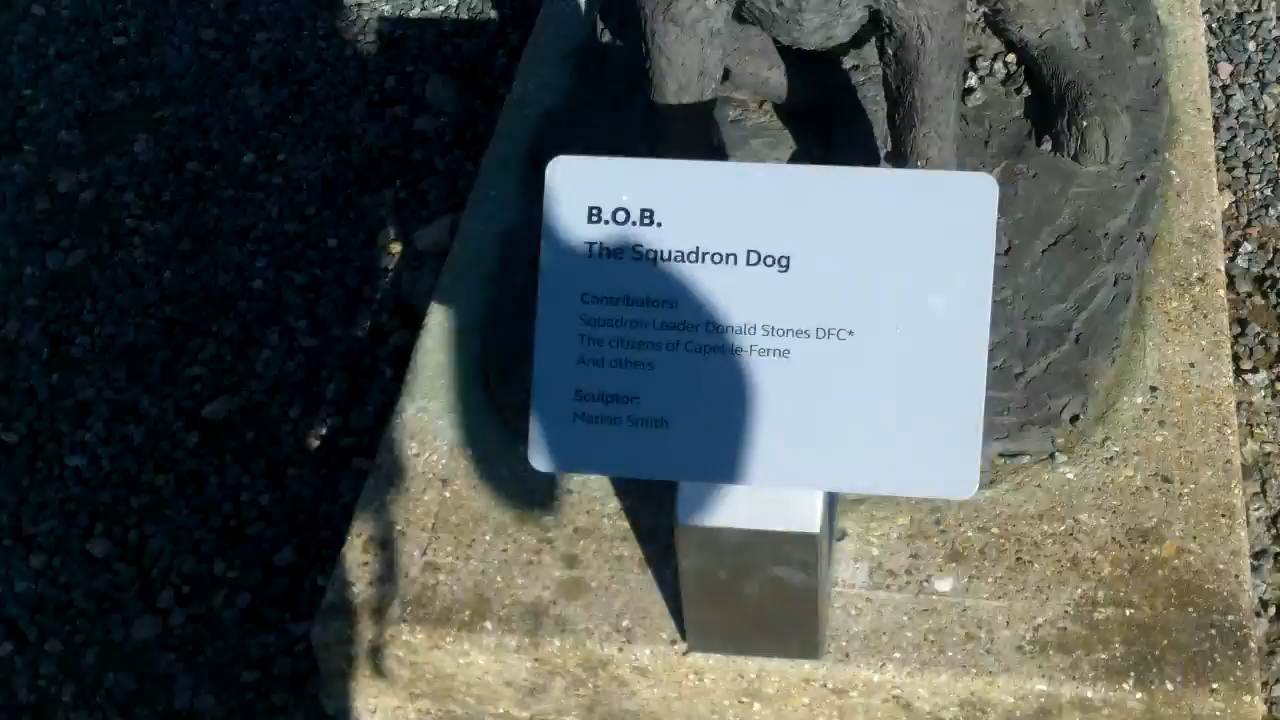 B.O.B.
The Squadron Dog
Contributors:
Squadron Leader Donald Stones DFC*
The citizens of Capel-le-Ferne
And others
Sculptor:
Marian Smith